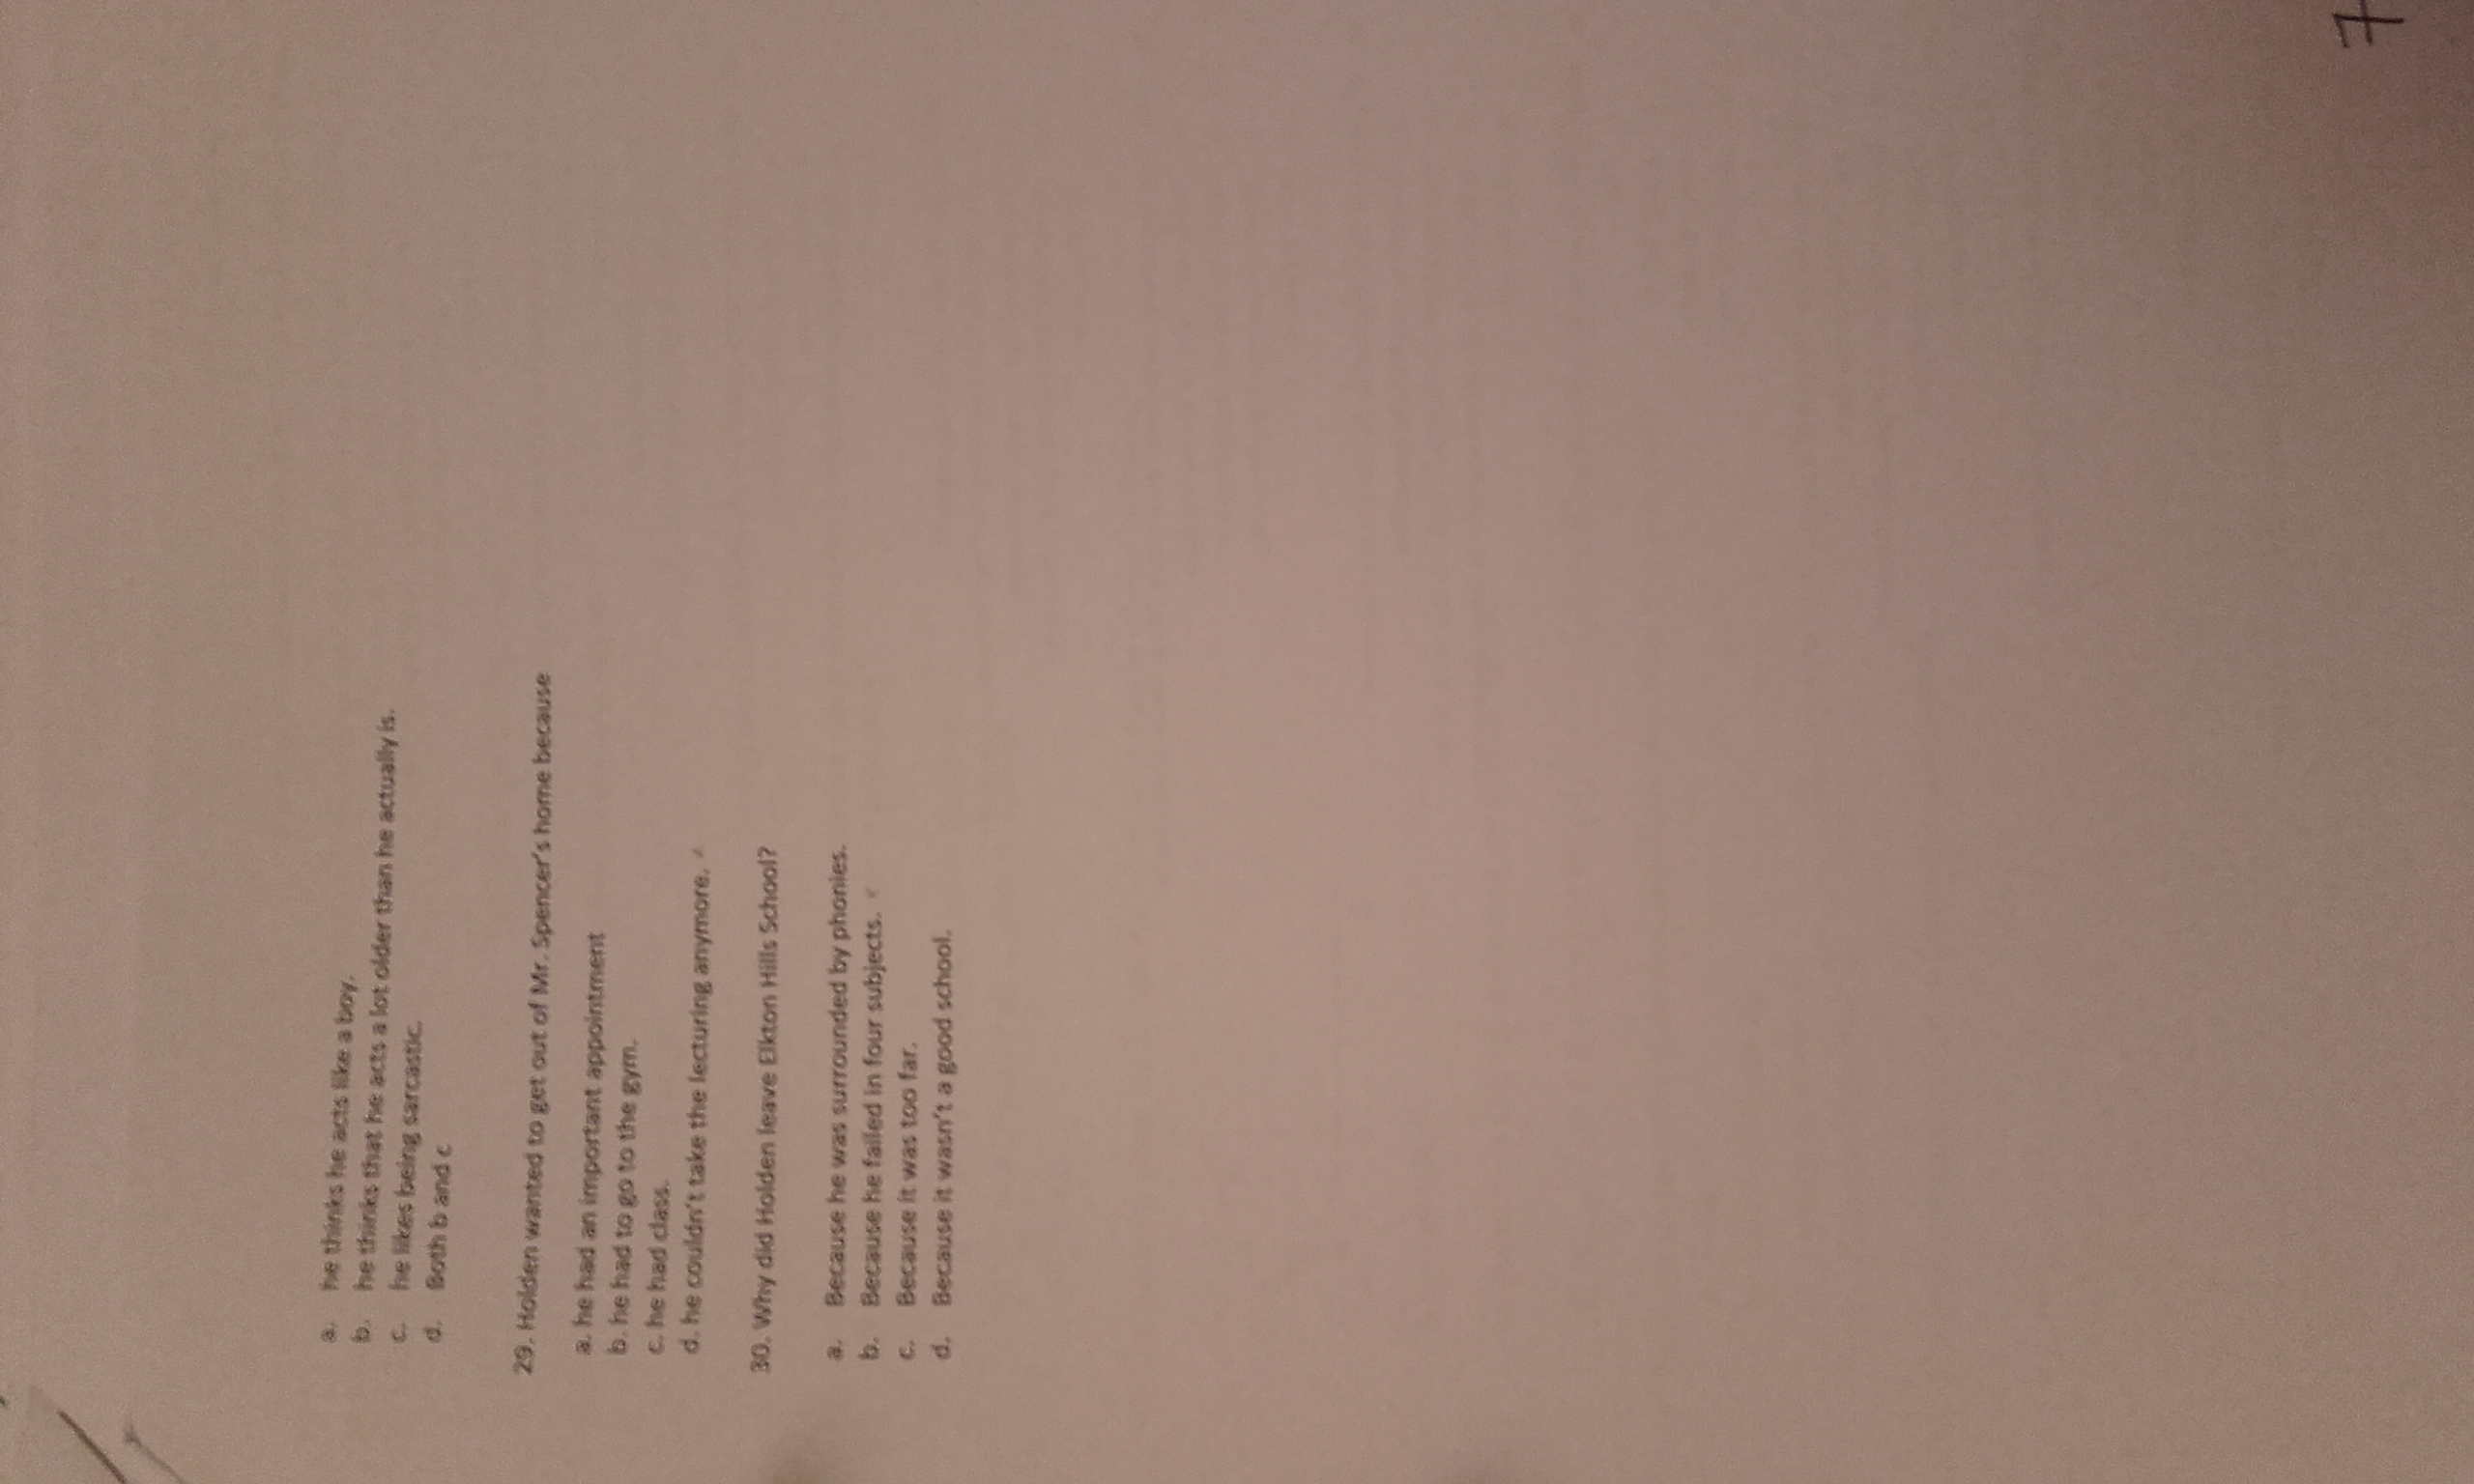 a. he thinks he acts like a boy.
b. he thinks that he acts a lot older than he actually is.
c. he likes being sarcastic.
d. Both b and c
29. Holden wanted to get out of Mr. Spencer's home because
a. he had an important appointment
b. he had to go to the gym.
c. he had class.
d. he couldn't take the lecturing anymore.
30. Why did Holden leave Elkton Hills School?
a. Because he was surrounded by phonies.
b. Because he failed in four subjects.
c. Because it was too far.
d. Because it wasn't a good school.
7